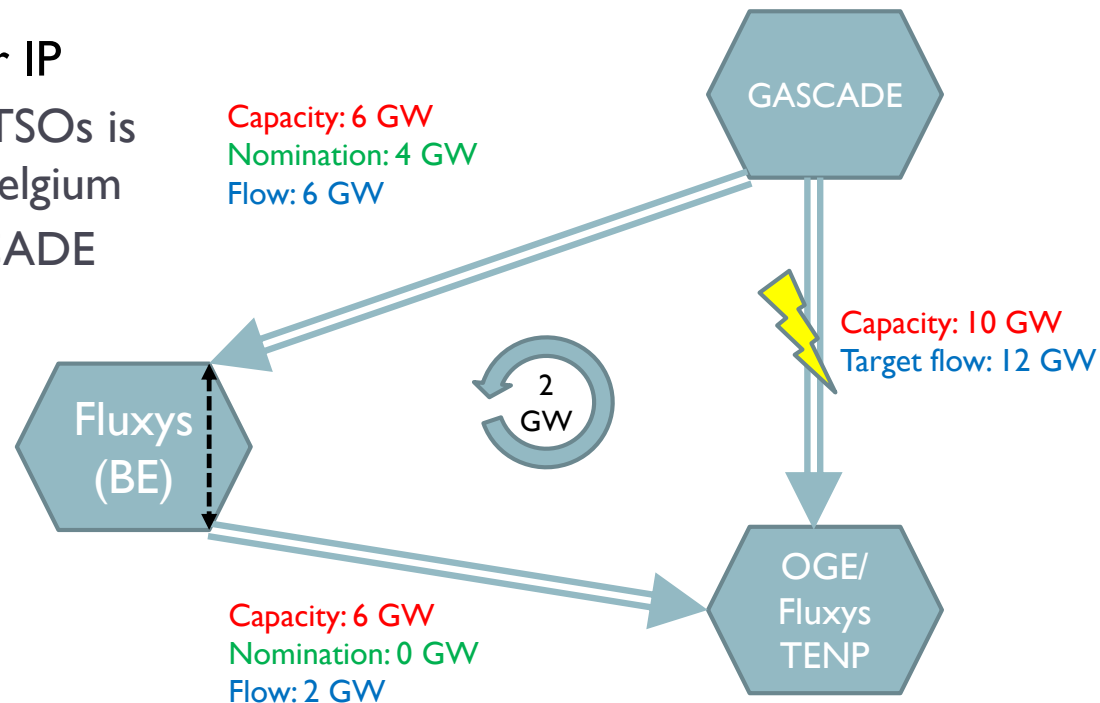 r IP
TSOs is
elgium
ADE
Capacity: 6 GW
Nomination: 4 GW
Flow: 6 GW
GASCADE
Capacity: 10 GW
Target flow: 12 GW
2
GW
Fluxys
(BE)
OGE/
Fluxys
TENP
Capacity: 6 GW
Nomination: 0 GW
Flow: 2 GW